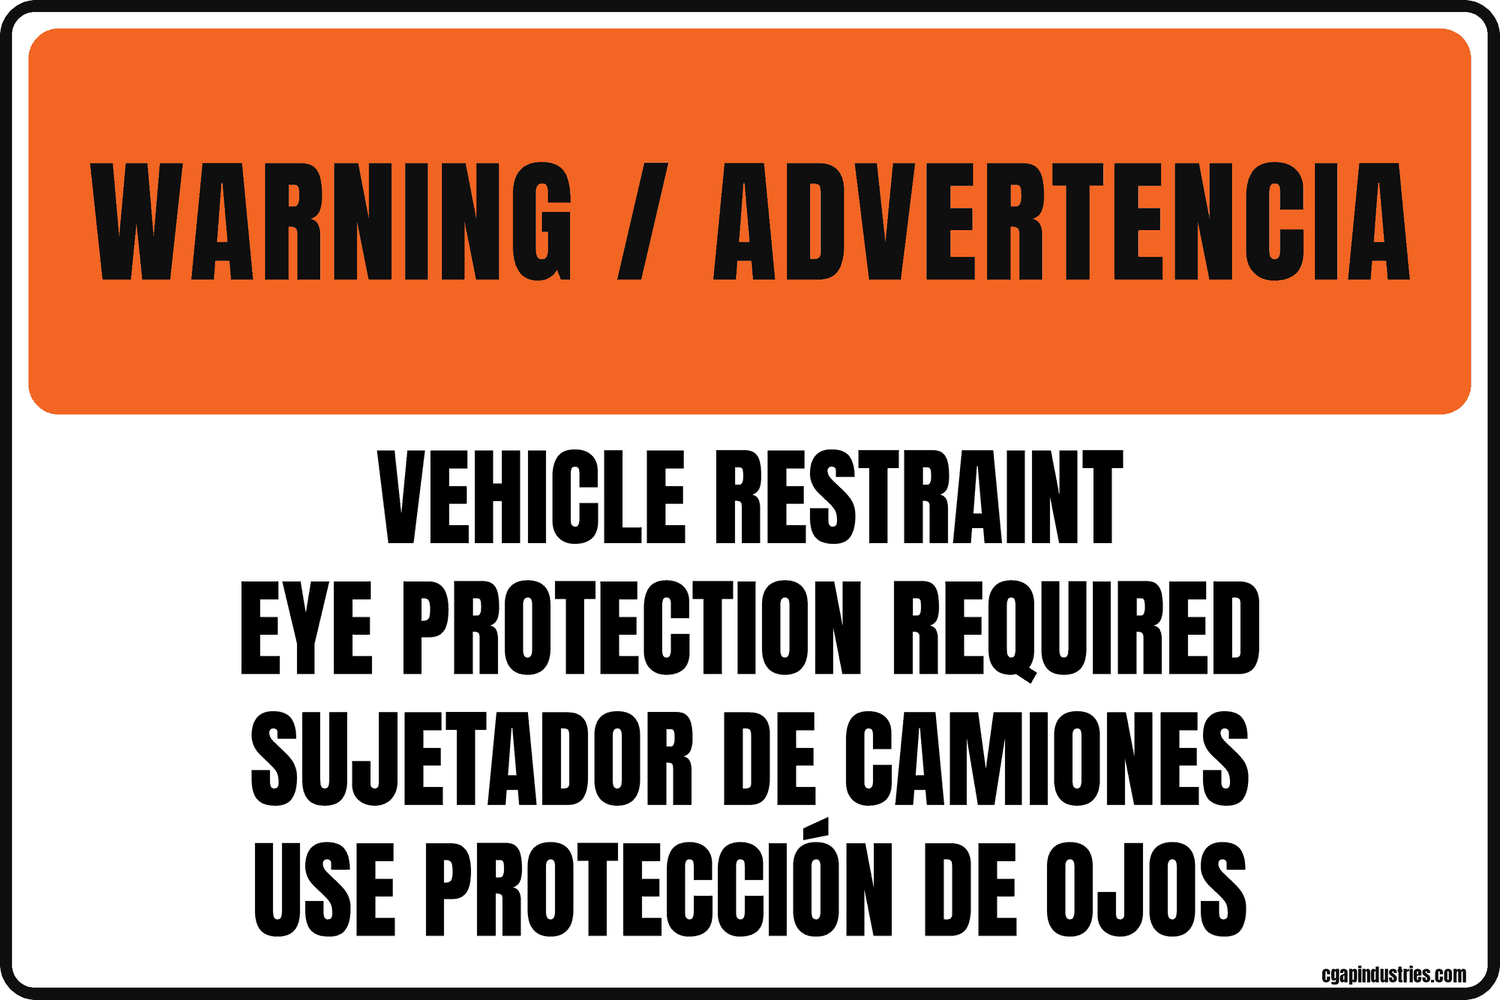 WARNING / ADVERTENCIA
VEHICLE RESTRAINT
EYE PROTECTION REQUIRED
SUJETADOR DE CAMIONES
USE PROTECCIÓN DE OJOS
cgapindustries.com